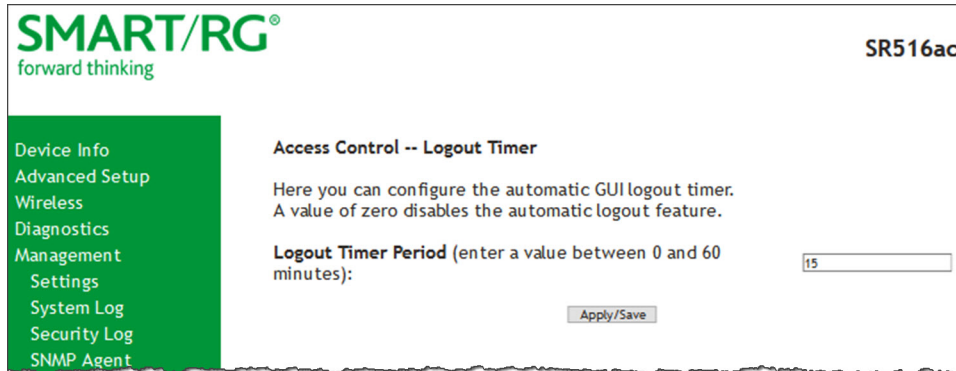 SMART/RG®
forward thinking
SR516ac
Device Info
Advanced Setup
Wireless
Diagnostics
Management
Settings
System Log
Security Log
SNMP Agent
Access Control -- Logout Timer
Here you can configure the automatic GUI logout timer.
A value of zero disables the automatic logout feature.
Logout Timer Period (enter a value between 0 and 60
minutes):
15
Apply/Save